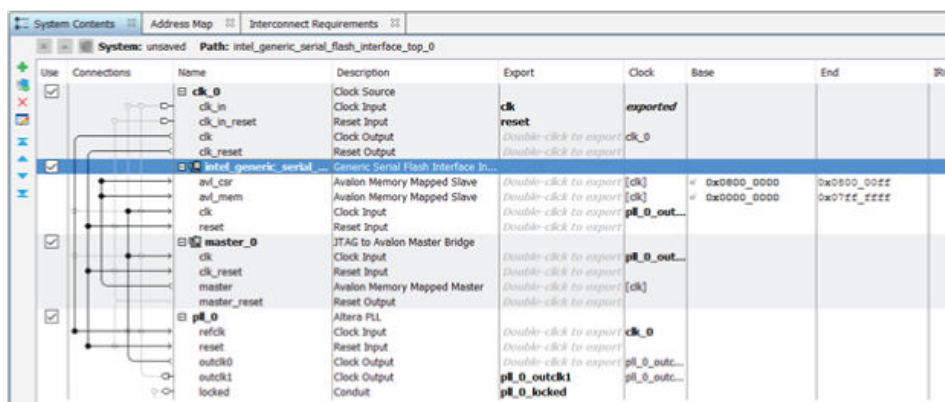 System Contents Address Map Interconnect Requirements
System: unsaved Path: intel_generic_serial_flash_interface_top_0
Use Connections Name Description Export Clock Base End IR
clk_0 Clock Source
clk_in Clock Input clk exported
clk_in_reset Reset Input reset
clk Clock Output Double-click to export clk_0
clk_reset Reset Output Double-click to export
intel_generic_serial_... Generic Serial Flash Interface In...
avl_csr Avalon Memory Mapped Slave Double-click to export [clk] 0x0800_0000 0x0800_00ff
avl_mem Avalon Memory Mapped Slave Double-click to export [clk] 0x0000_0000 0x07ff_ffff
clk Clock Input Double-click to export pll_0_out...
reset Reset Input Double-click to export
master_0 JTAG to Avalon Master Bridge
clk Clock Input Double-click to export pll_0_out...
clk_reset Reset Input Double-click to export
master Avalon Memory Mapped Master Double-click to export [clk]
master_reset Reset Output Double-click to export
pll_0 Altera PLL
refclk Clock Input Double-click to export clk_0
reset Reset Input Double-click to export
outclk0 Clock Output Double-click to export pll_0_outc...
outclk1 Clock Output pll_0_outclk1 pll_0_outc...
locked Conduit pll_0_locked